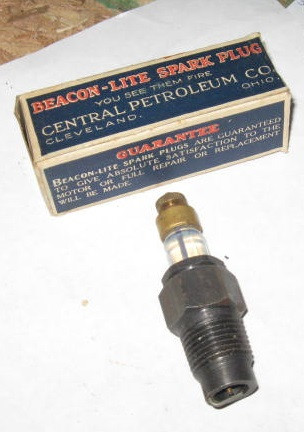 BEACON-LITE SPARK PLUG
YOU SEE THEM FIRE
CENTRAL PETROLEUM CO.
CLEVELAND. OHIO.
GUARANTEE
BEACON-LITE SPARK PLUGS ARE GUARANTEED
TO GIVE ABSOLUTE SATISFACTION TO THE
MOTOR OR FULL REPAIR OR REPLACEMENT
WILL BE MADE.